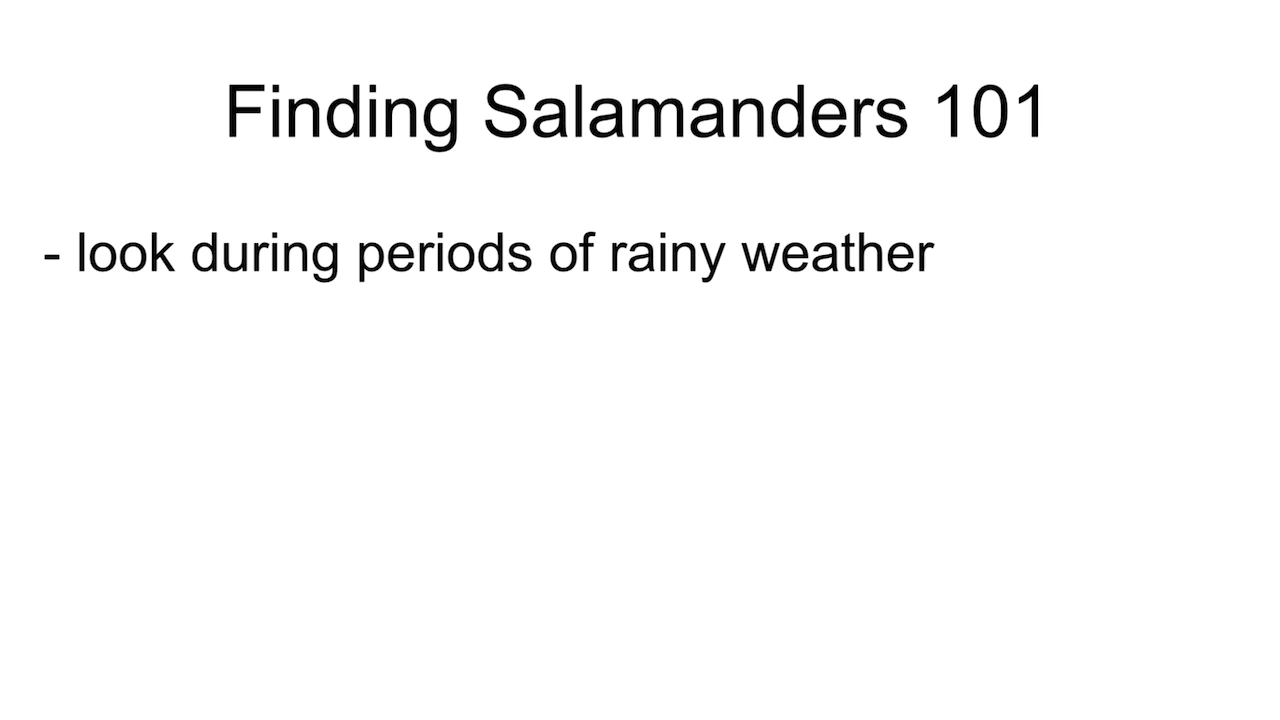 Finding Salamanders 101
- look during periods of rainy weather